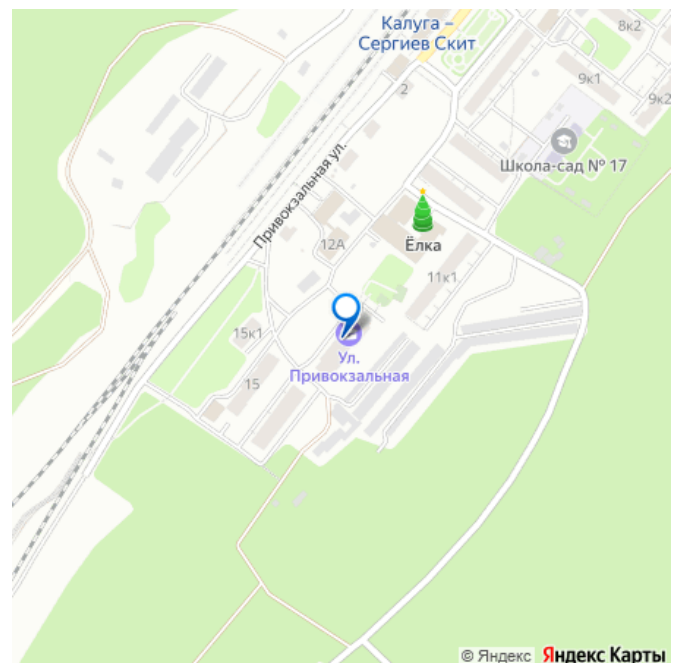 Калуга –
Сергиев Скит
8к2
9к1
9к2
2
Школа-сад № 17
Привокзальная ул.
12А
Ёлка
11к1
15к1
Ул.
Привокзальная
15
© Яндекс Яндекс Карты